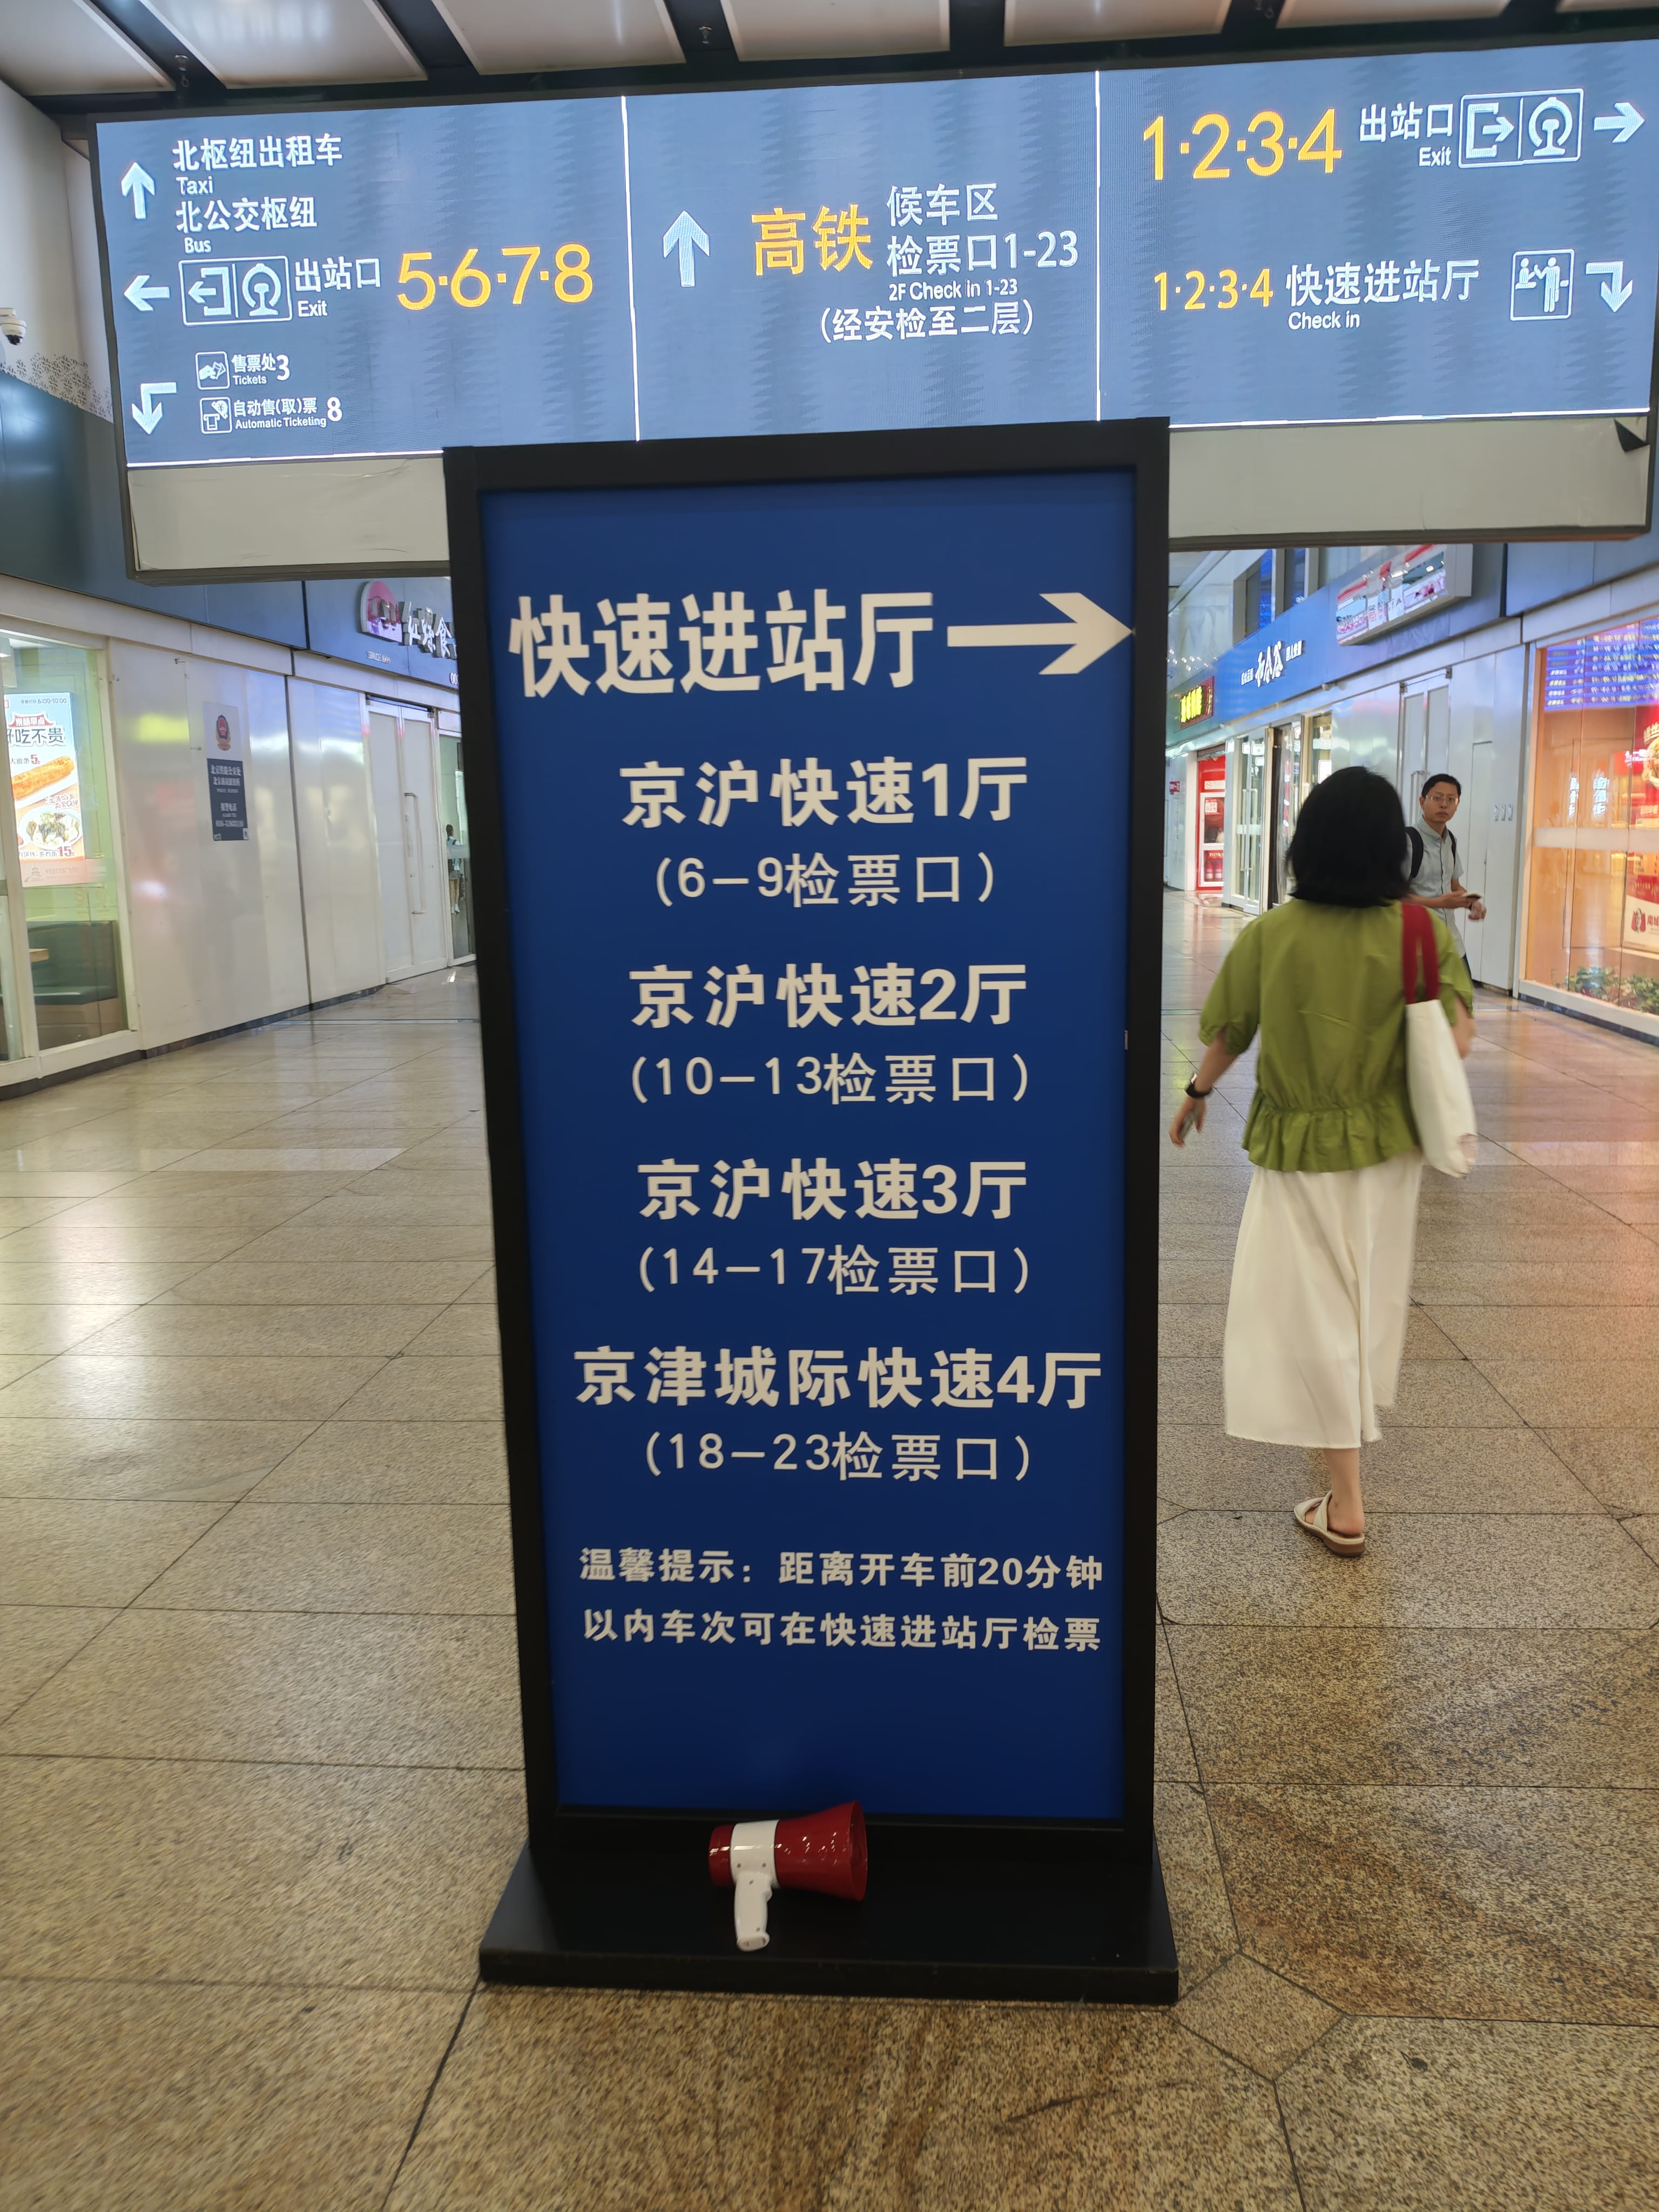 北枢纽出租车
Taxi
北公交枢纽
Bus
出站口 5·6·7·8
Exit
售票处 3
Tickets
自动售(取)票 8
Automatic Ticketing
高铁
候车区
检票口1-23
2F Check in 1-23
(经安检至二层)
1·2·3·4 出站口
Exit
1·2·3·4 快速进站厅
Check in
快速进站厅
京沪快速1厅
(6-9检票口)
京沪快速2厅
(10-13检票口)
京沪快速3厅
(14-17检票口)
京津城际快速4厅
(18-23检票口)
温馨提示：距离开车前20分钟
以内车次可在快速进站厅检票
好吃不贵